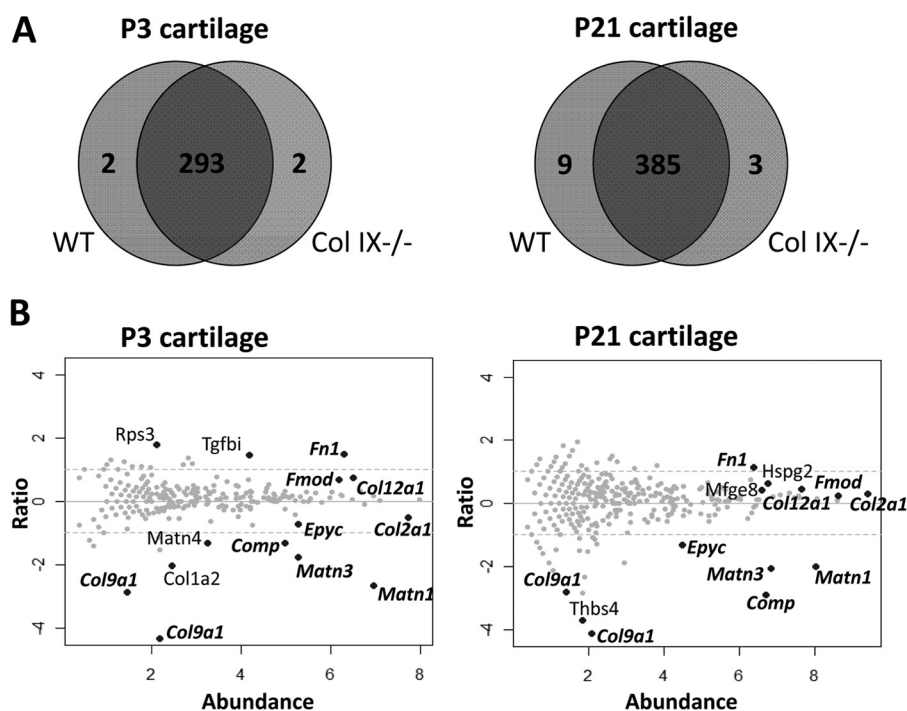 A
P3 cartilage
P21 cartilage
2
293
2
9
385
3
WT
Col IX-/-
WT
Col IX-/-
B
P3 cartilage
Ratio
4
2
0
-2
-4
Rps3
Tgfbi
Fn1
Fmod
Col12a1
Col2a1
Epyc
Matn4
Comp
Matn3
Col1a2
Col9a1
Matn1
Col9a1
2
4
6
8
Abundance
P21 cartilage
Ratio
4
2
0
-2
-4
Fn1
Hspg2
Mfge8
Fmod
Col12a1
Col2a1
Epyc
Col9a1
Matn3
Matn1
Thbs4
Comp
Col9a1
2
4
6
8
Abundance